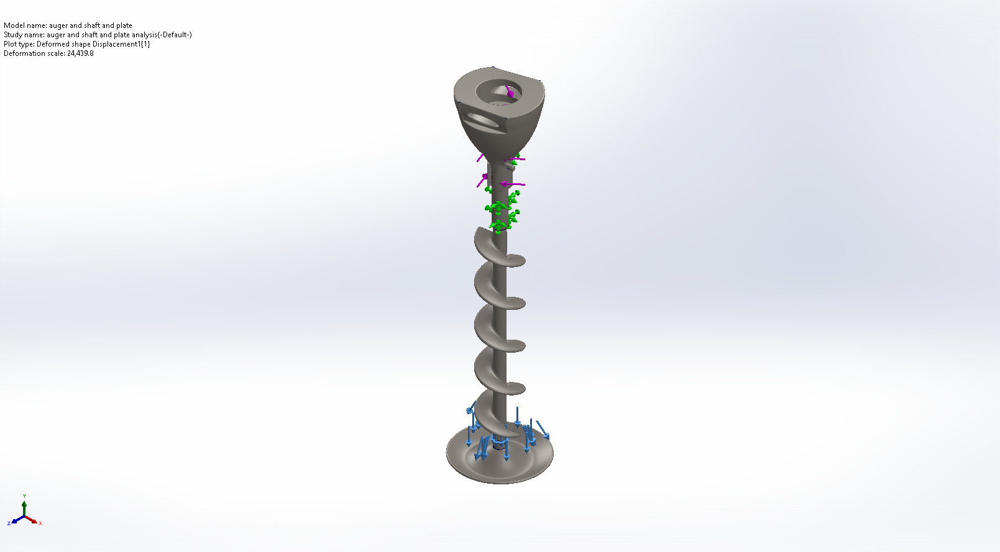 Model name: auger and shaft and plate
Study name: auger and shaft and plate analysis(-Default-)
Plot type: Deformed shape Displacement1{1}
Deformation scale: 24,439.8
Y
Z
X